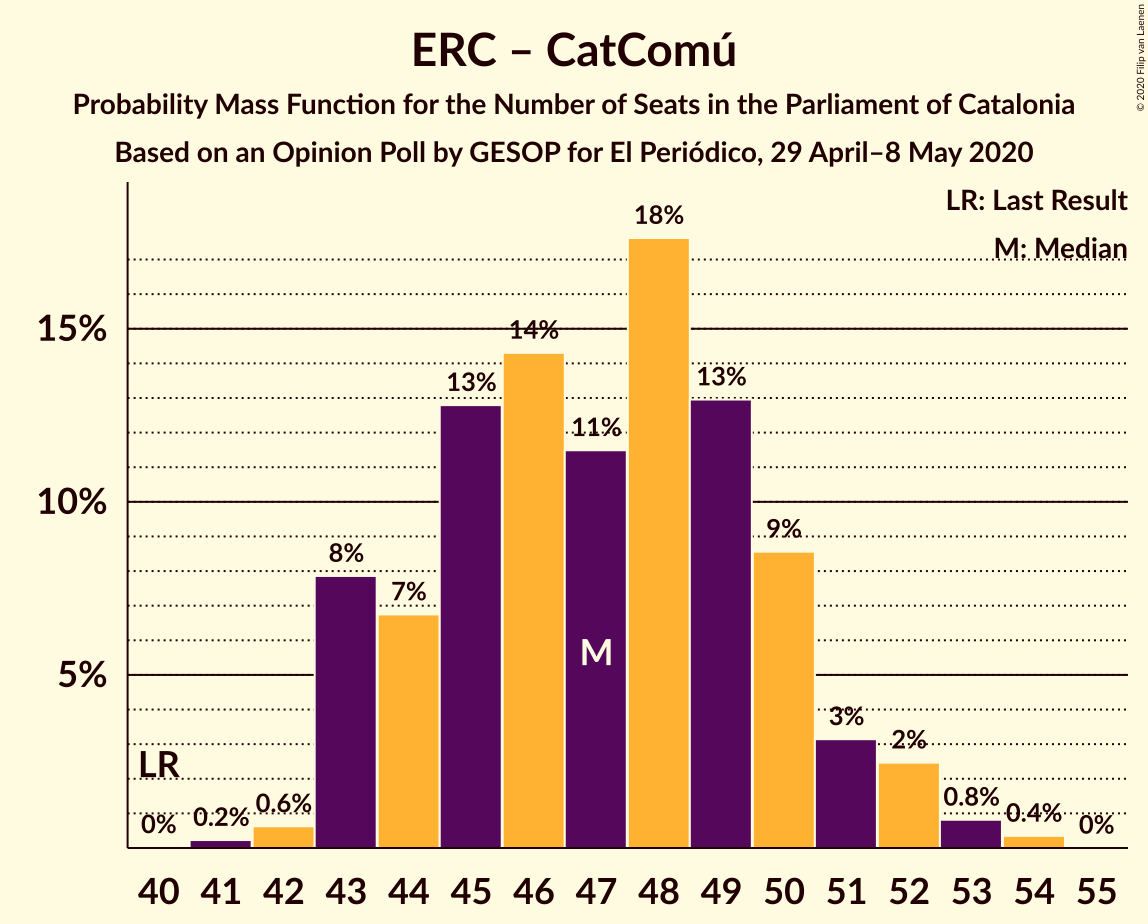 ERC – CatComú
Probability Mass Function for the Number of Seats in the Parliament of Catalonia
Based on an Opinion Poll by GESOP for El Periódico, 29 April–8 May 2020
© 2020 Filip van Laenen
LR: Last Result
M: Median
18%
15%
14%
13%
13%
11%
10%
9%
8%
7%
M
5%
3%
2%
LR
0%
0.2%
0.6%
0.8%
0.4%
0%
40 41 42 43 44 45 46 47 48 49 50 51 52 53 54 55